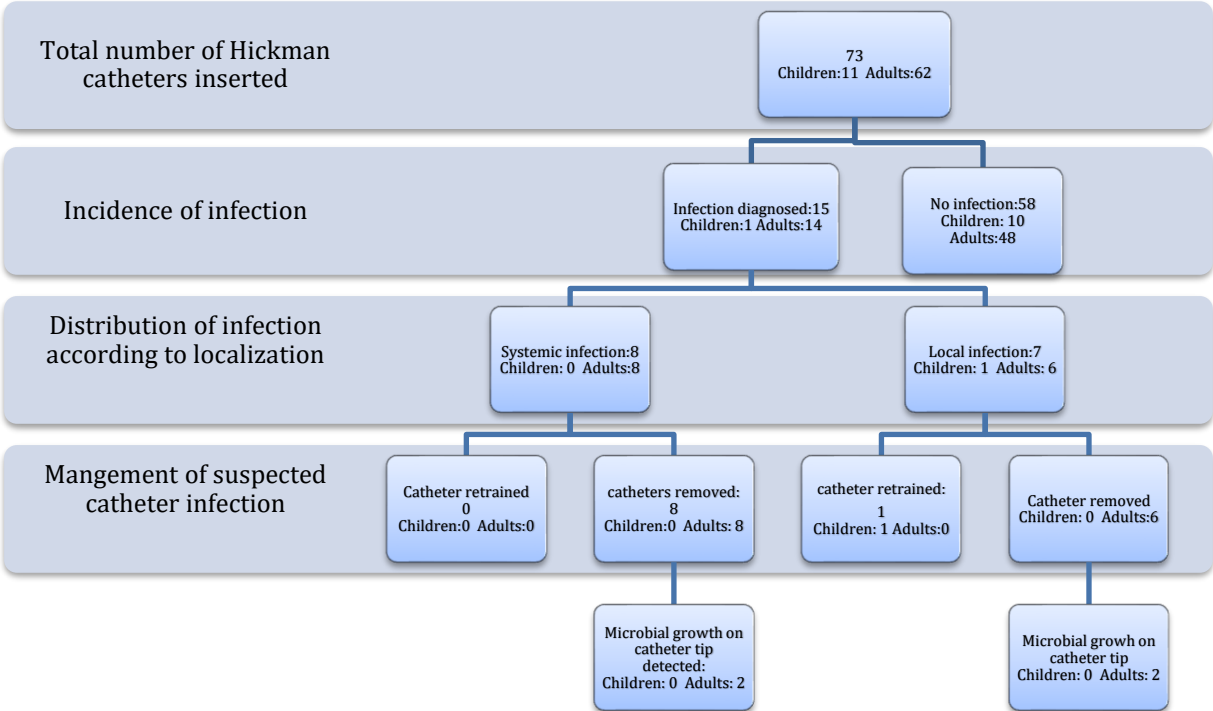 Total number of Hickman
catheters inserted
73
Children:11 Adults:62
Incidence of infection
Infection diagnosed:15
Children:1 Adults:14
No infection:58
Children: 10
Adults:48
Distribution of infection
according to localization
Systemic infection:8
Children: 0 Adults:8
Local infection:7
Children: 1 Adults: 6
Mangement of suspected
catheter infection
Catheter retrained
0
Children:0 Adults:0
catheters removed:
8
Children:0 Adults: 8
catheter retrained:
1
Children: 1 Adults:0
Catheter removed
Children: 0 Adults:6
Microbial growth on
catheter tip
detected:
Children: 0 Adults: 2
Microbial growh on
catheter tip
Children: 0 Adults: 2